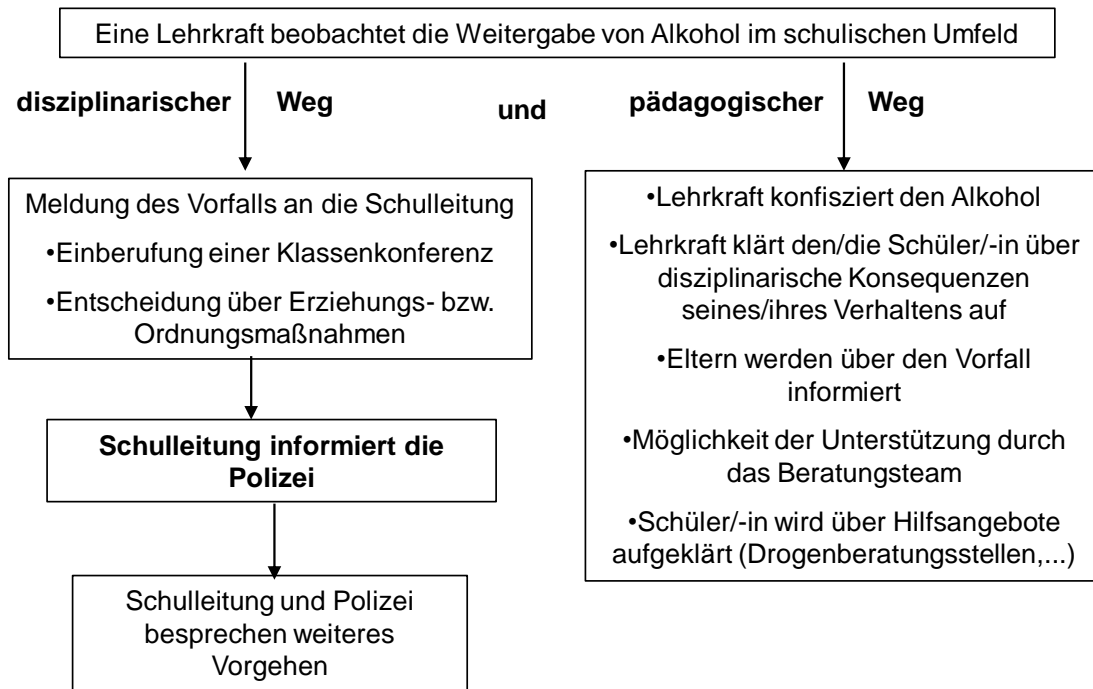 Eine Lehrkraft beobachtet die Weitergabe von Alkohol im schulischen Umfeld
disziplinarischer Weg und pädagogischer Weg
Meldung des Vorfalls an die Schulleitung
•Einberufung einer Klassenkonferenz
•Entscheidung über Erziehungs- bzw.
Ordnungsmaßnahmen
Schulleitung informiert die
Polizei
Schulleitung und Polizei
besprechen weiteres
Vorgehen
•Lehrkraft konfisziert den Alkohol
•Lehrkraft klärt den/die Schüler/-in über
disziplinarische Konsequenzen
seines/ihres Verhaltens auf
•Eltern werden über den Vorfall
informiert
•Möglichkeit der Unterstützung durch
das Beratungsteam
•Schüler/-in wird über Hilfsangebote
aufgeklärt (Drogenberatungsstellen,...)